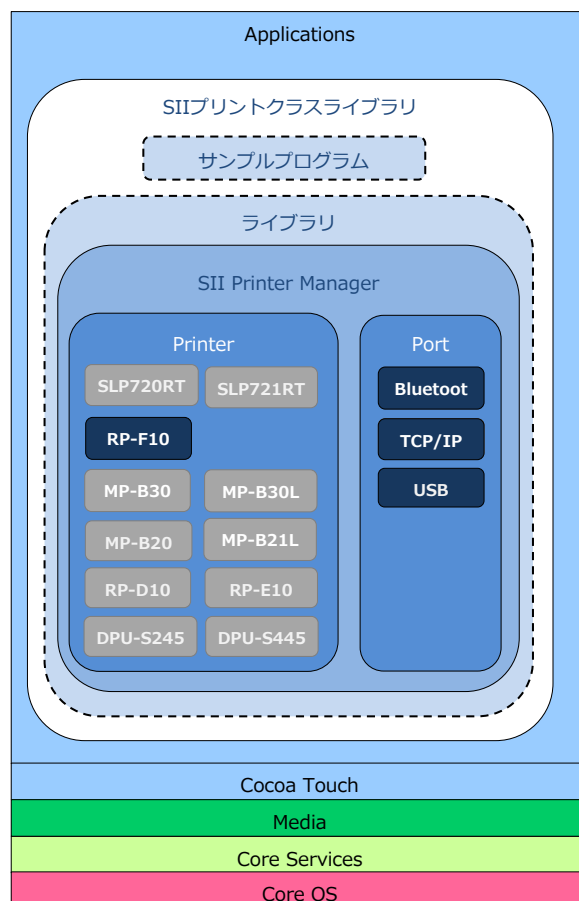 Applications
SIIプリントクラスライブラリ
サンプルプログラム
ライブラリ
SII Printer Manager
Printer
SLP720RT
SLP721RT
RP-F10
MP-B30
MP-B30L
MP-B20
MP-B21L
RP-D10
RP-E10
DPU-S245
DPU-S445
Port
Bluetoot
TCP/IP
USB
Cocoa Touch
Media
Core Services
Core OS